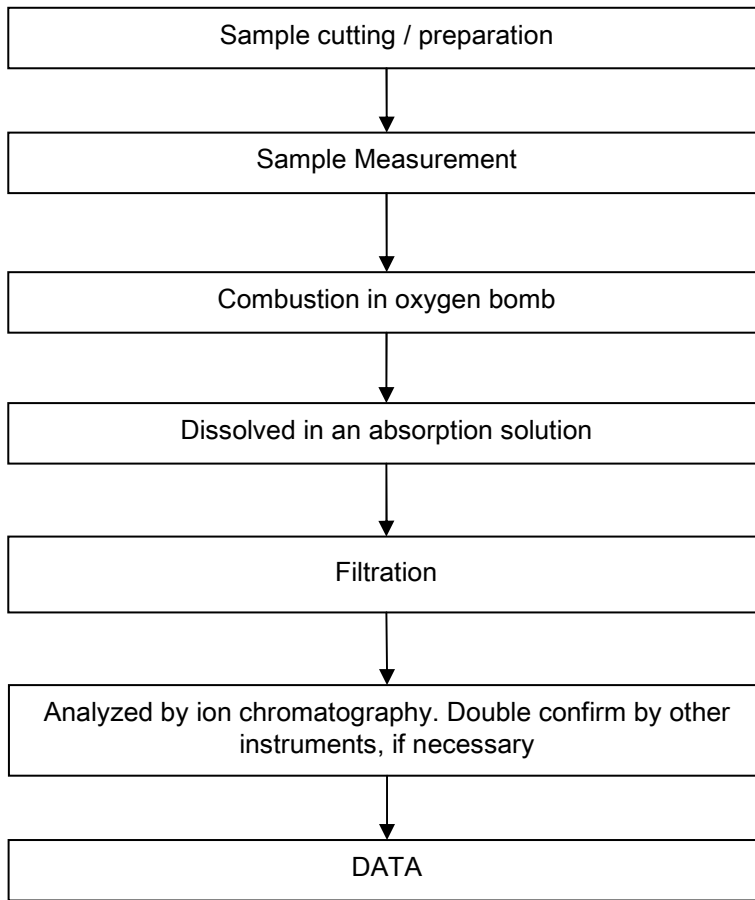 Sample cutting / preparation
Sample Measurement
Combustion in oxygen bomb
Dissolved in an absorption solution
Filtration
Analyzed by ion chromatography. Double confirm by other
instruments, if necessary
DATA